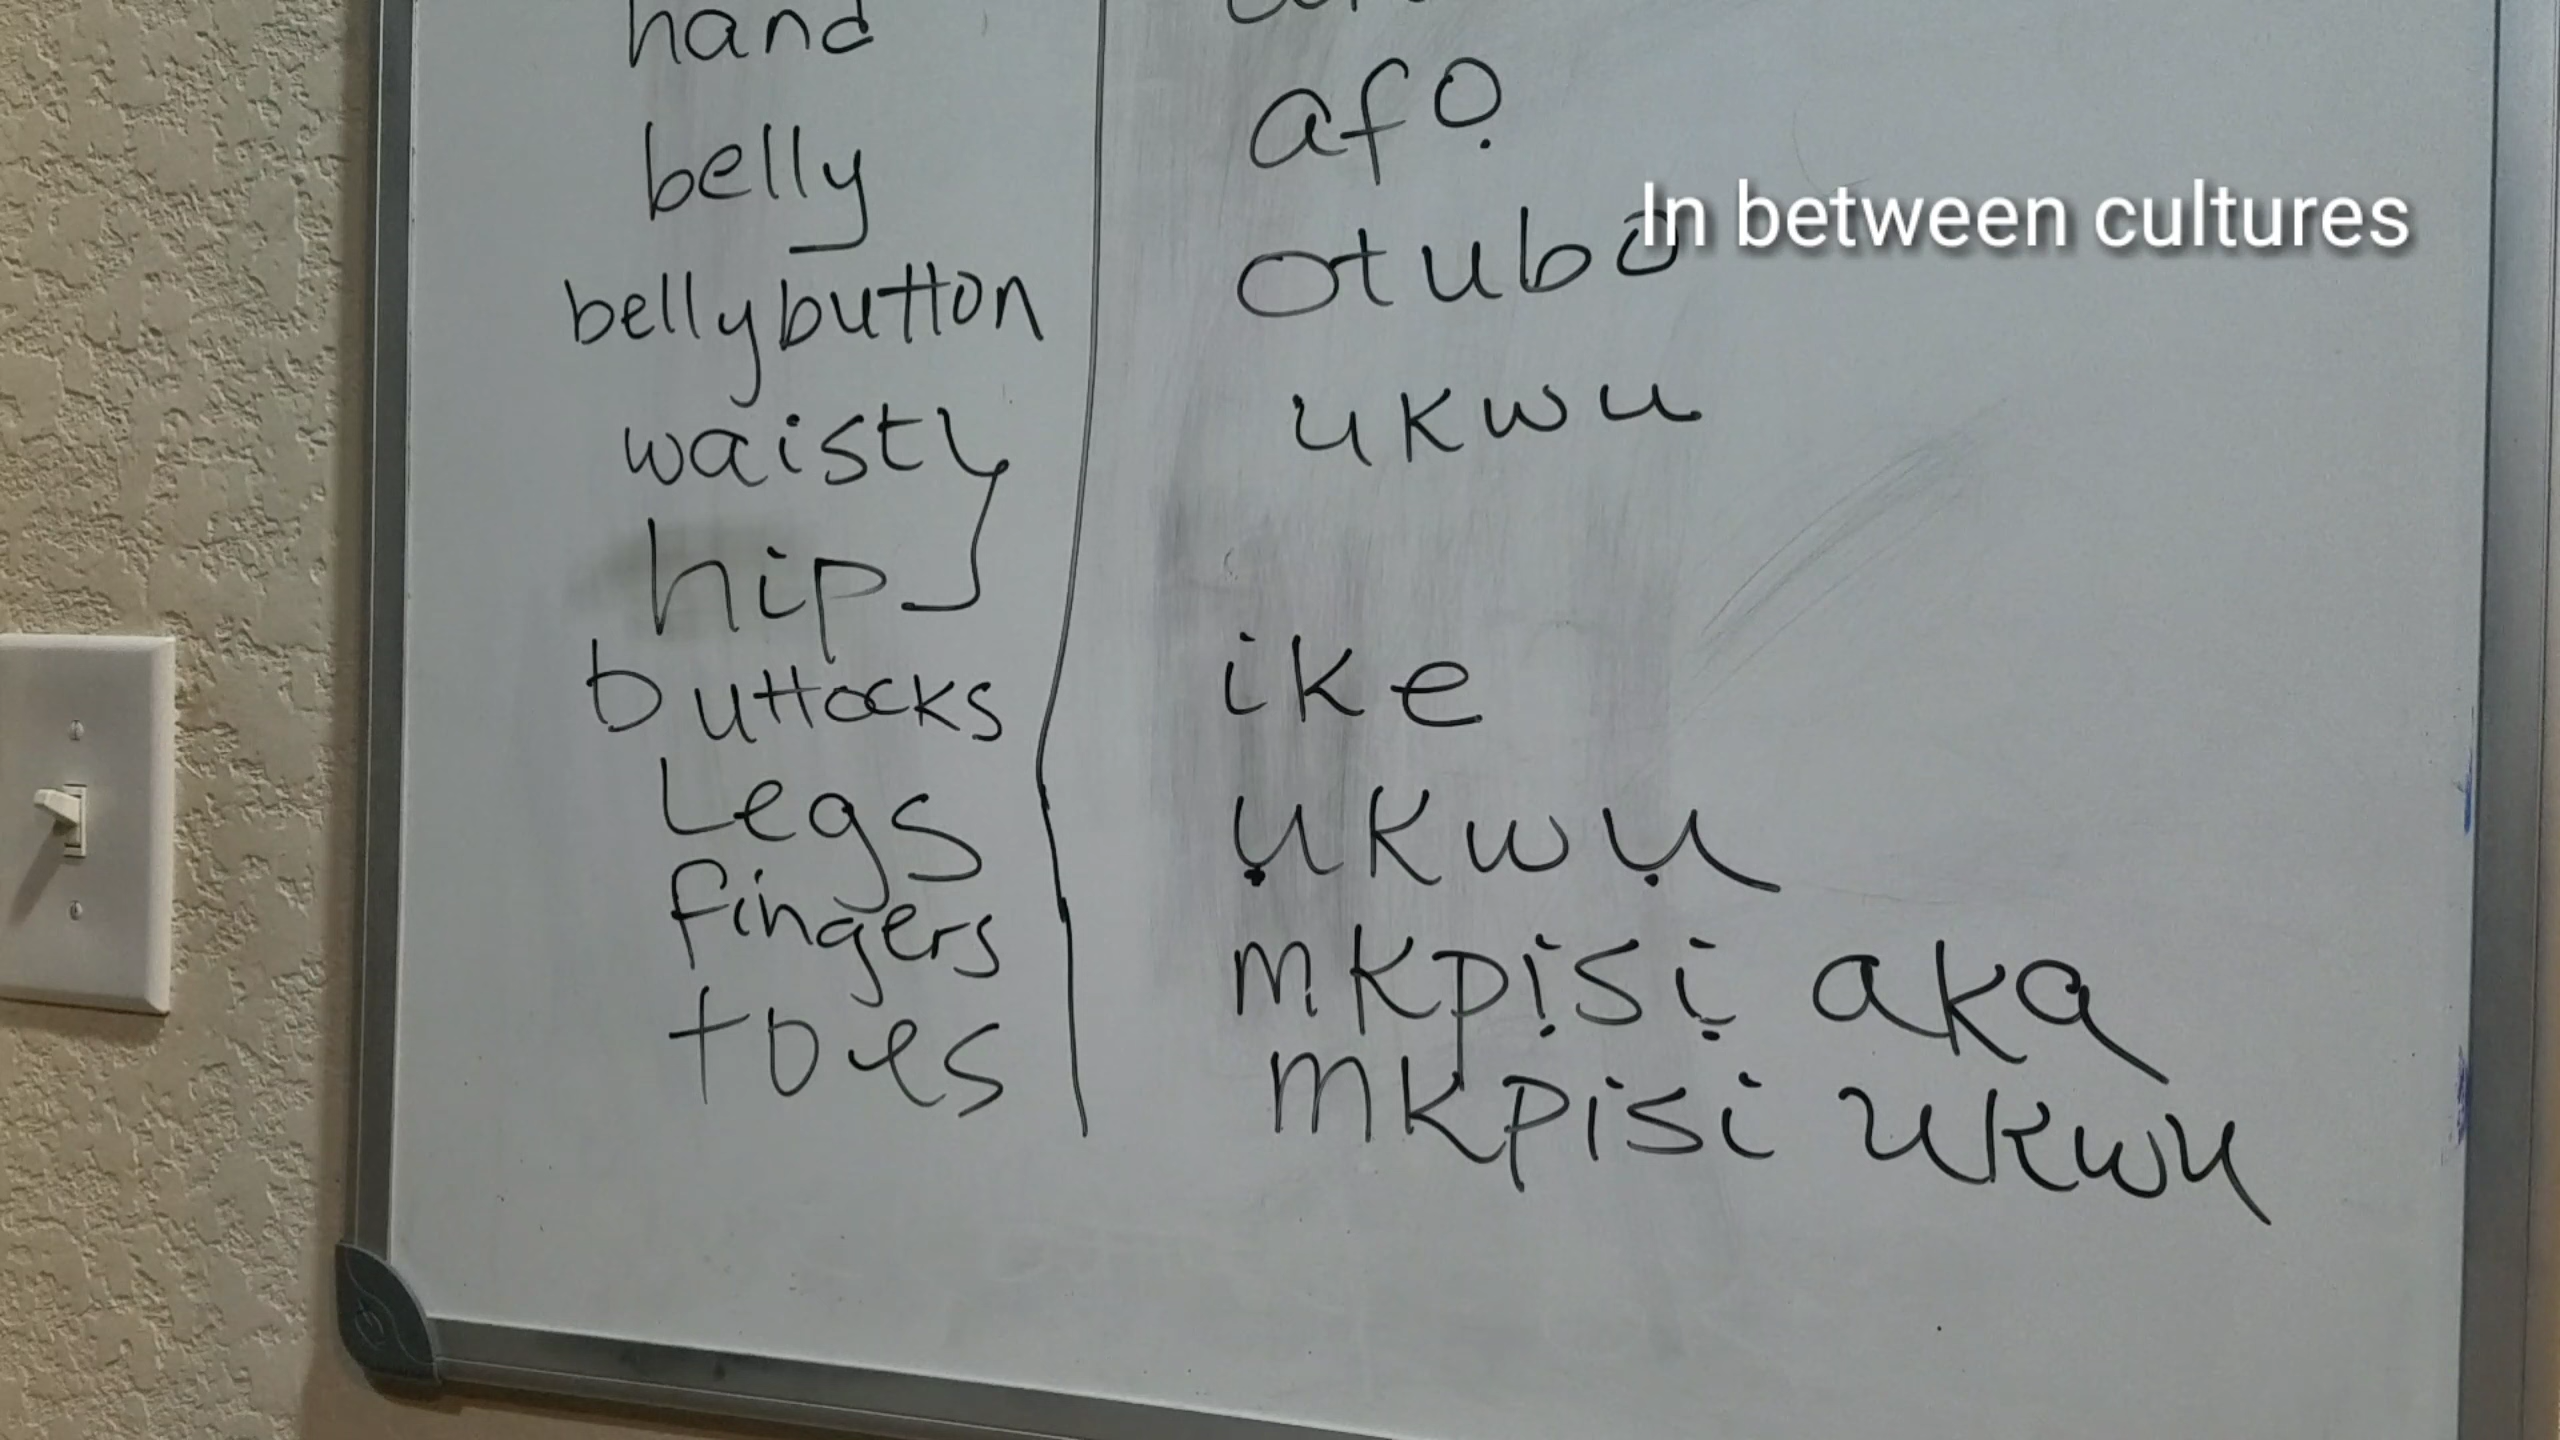 hand
belly afọ
In between cultures
bellybutton otubo
waist ukwu
hip
buttocks ike
Legs ụkwụ
fingers mkpịsị aka
toes mkpisi ukwu